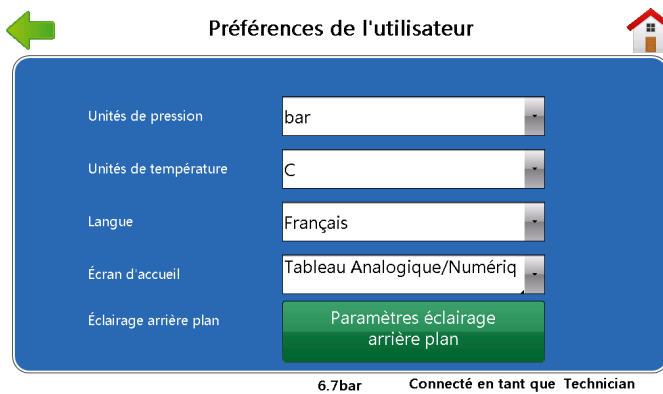 Préférences de l'utilisateur
Unités de pression
bar
Unités de température
C
Langue
Français
Écran d'accueil
Tableau Analogique/Numériq
Éclairage arrière plan
Paramètres éclairage
arrière plan
6.7bar
Connecté en tant que Technician